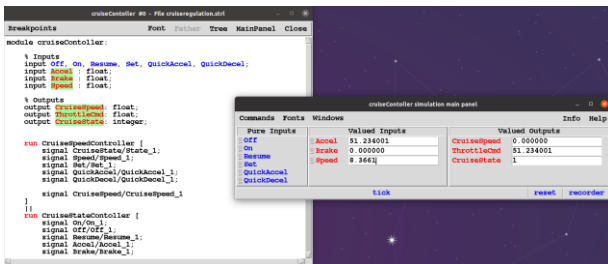 cruiseContoller #0 - File cruiseregulation.strl
Breakpoints Font Father Tree MainPanel Close
module cruiseContoller:
% Inputs
input Off, On, Resume, Set, QuickAccel, QuickDecel;
input Accel : float;
input Brake : float;
input Speed : float;
% Outputs
output CruiseSpeed: float;
output ThrottleCmd: float;
output CruiseState: integer;
run CruiseSpeedController [
signal CruiseState/State_1;
signal Speed/Speed_1;
signal Set/Set_1;
signal QuickAccel/QuickAccel_1;
signal QuickDecel/QuickDecel_1;
signal CruiseSpeed/CruiseSpeed_1
]
||
run CruiseStateController [
signal On/On_1;
signal Off/Off_1;
signal Resume/Resume_1;
signal Accel/Accel_1;
signal Brake/Brake_1;
cruiseContoller simulation main panel
Commands Fonts Windows Info Help
Pure Inputs Valued Inputs Valued Outputs
Off Accel 51.234001 CruiseSpeed 0.000000
On Brake 0.000000 ThrottleCmd 51.234001
Resume Speed 8.3661 CruiseState 1
Set
QuickAccel
QuickDecel
tick reset recorder